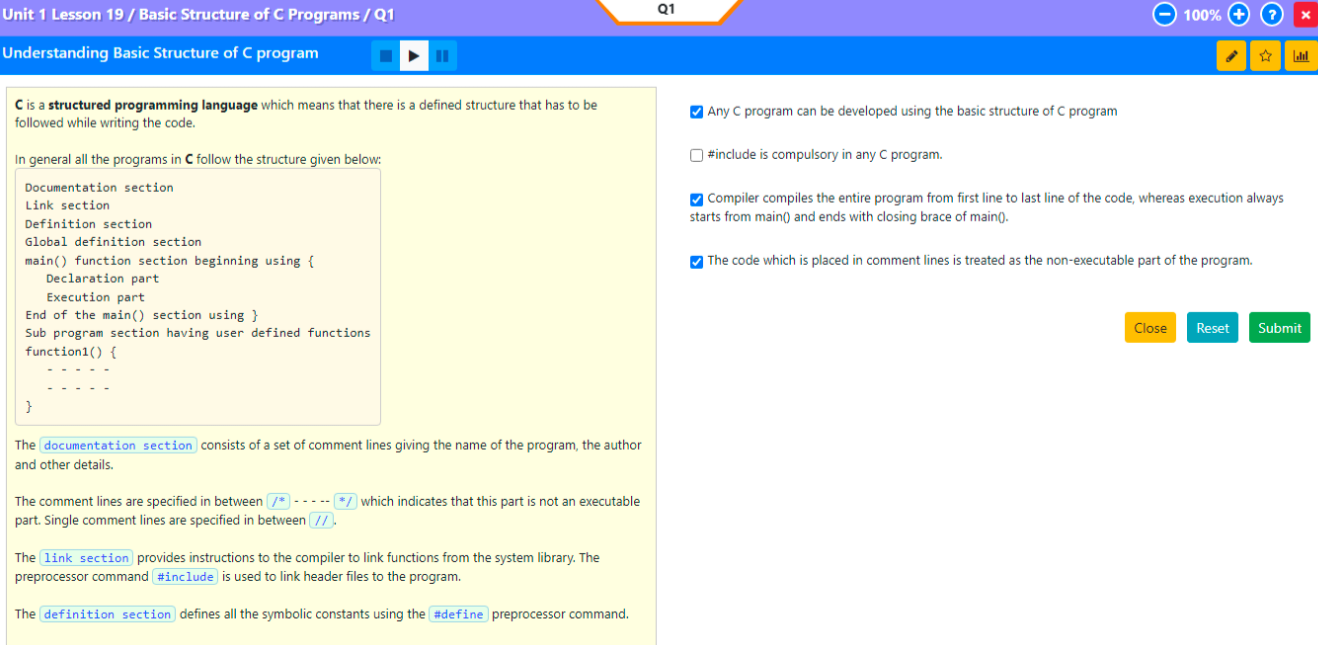 Unit 1 Lesson 19 / Basic Structure of C Programs / Q1
Q1
100%
?
×
Understanding Basic Structure of C program
C is a structured programming language which means that there is a defined structure that has to be
followed while writing the code.
In general all the programs in C follow the structure given below:
Documentation section
Link section
Definition section
Global definition section
main() function section beginning using {
Declaration part
Execution part
End of the main() section using }
Sub program section having user defined functions
function1() {
- - - - -
- - - - -
}
The documentation section consists of a set of comment lines giving the name of the program, the author
and other details.
The comment lines are specified in between /* - - - -- */ which indicates that this part is not an executable
part. Single comment lines are specified in between //.
The link section provides instructions to the compiler to link functions from the system library. The
preprocessor command #include is used to link header files to the program.
The definition section defines all the symbolic constants using the #define preprocessor command.
Any C program can be developed using the basic structure of C program
#include is compulsory in any C program.
Compiler compiles the entire program from first line to last line of the code, whereas execution always
starts from main() and ends with closing brace of main().
The code which is placed in comment lines is treated as the non-executable part of the program.
Close Reset Submit